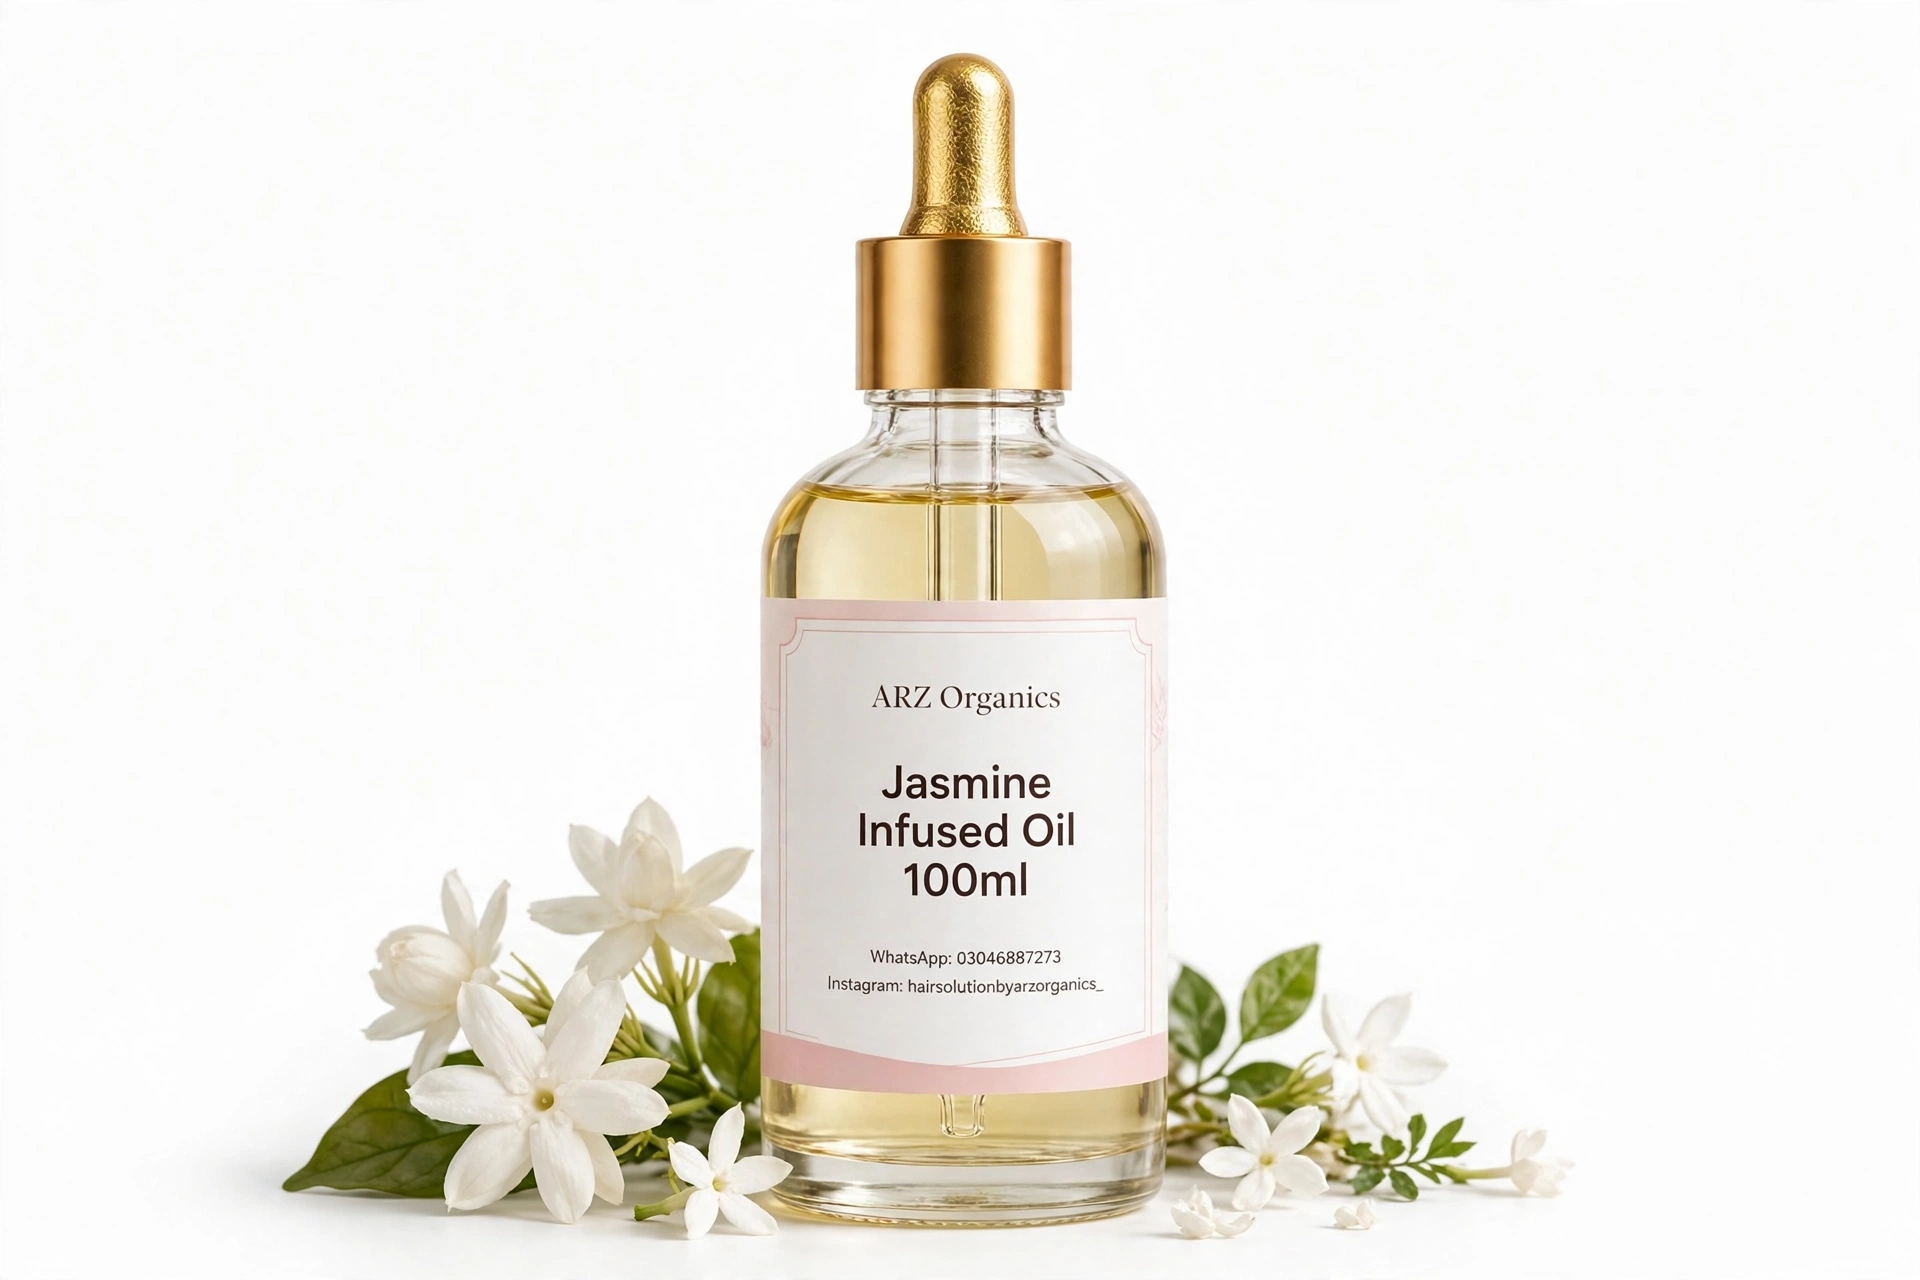 ARZ Organics
Jasmine
Infused Oil
100ml
WhatsApp: 03046887273
Instagram: hairsolutionbyarzorganics_